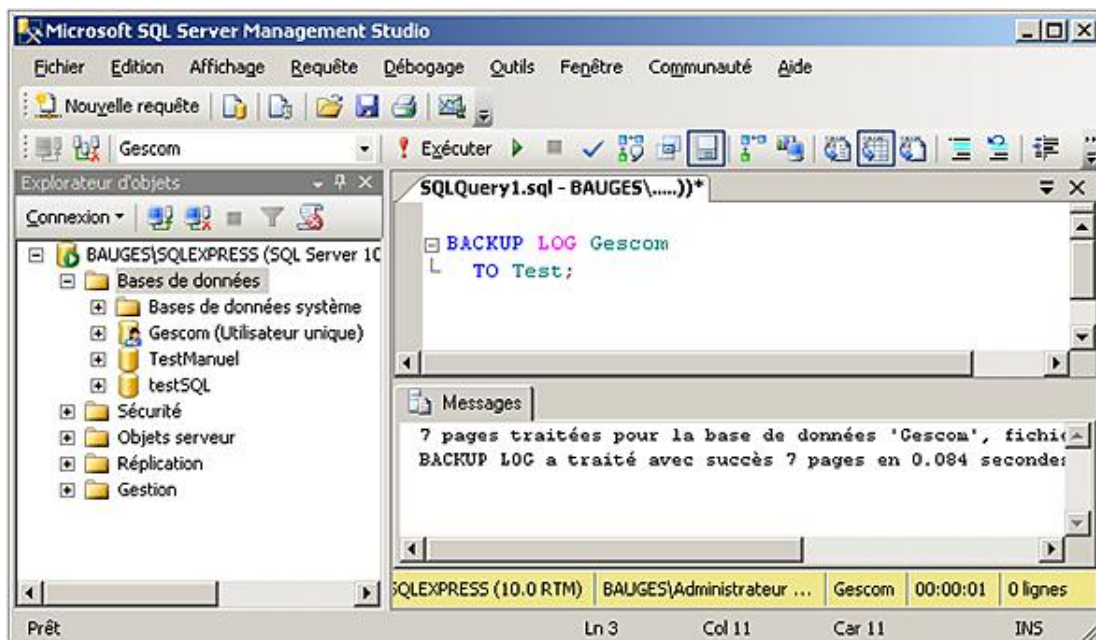 Microsoft SQL Server Management Studio
Fichier Edition Affichage Requête Débogage Outils Fenêtre Communauté Aide
Nouvelle requête
Gescom Exécuter
Explorateur d'objets
Connexion
BAUGES\SQLEXPRESS (SQL Server 10
Bases de données
Bases de données système
Gescom (Utilisateur unique)
TestManuel
testSQL
Sécurité
Objets serveur
Réplication
Gestion
SQLQuery1.sql - BAUGES\.....))*
BACKUP LOG Gescom
TO Test;
Messages
7 pages traitées pour la base de données 'Gescom', fichie
BACKUP LOG a traité avec succès 7 pages en 0.084 secondes
SQLEXPRESS (10.0 RTM) BAUGES\Administrateur ... Gescom 00:00:01 0 lignes
Prêt Ln 3 Col 11 Car 11 INS